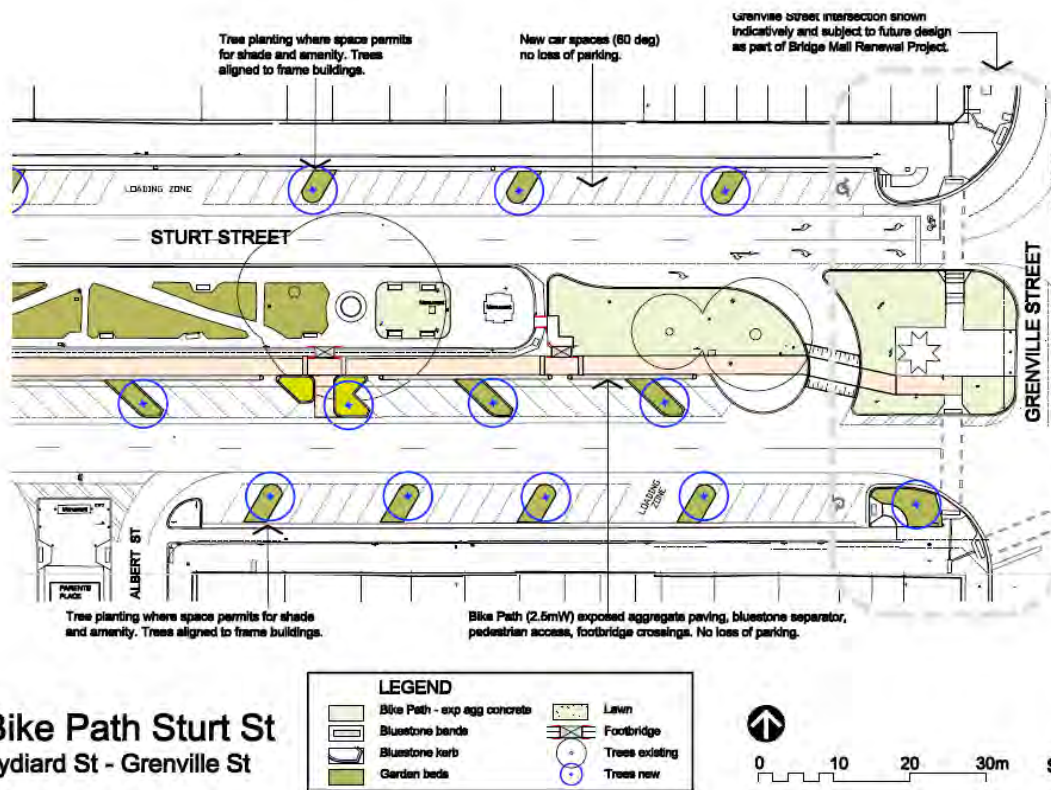 Tree planting where space permits
for shade and amenity. Trees
aligned to frame buildings.
New car spaces (60 deg)
no loss of parking.
Grenville Street intersection shown
indicatively and subject to future design
as part of Bridge Mall Renewal Project.
LOADING ZONE
STURT STREET
Monument
Monument
GRENVILLE STREET
LOADING
ZONE
Monument
ALBERT ST
PARENTS
PLACE
Tree planting where space permits for shade
and amenity. Trees aligned to frame buildings.
Bike Path (2.5mW) exposed aggregate paving, bluestone separator,
pedestrian access, footbridge crossings. No loss of parking.
LEGEND
Bike Path - exp agg concrete
Bluestone bands
Bluestone kerb
Garden beds
Lawn
Footbridge
Trees existing
Trees new
Bike Path Sturt St
ydiard St - Grenville St
0 10 20 30m